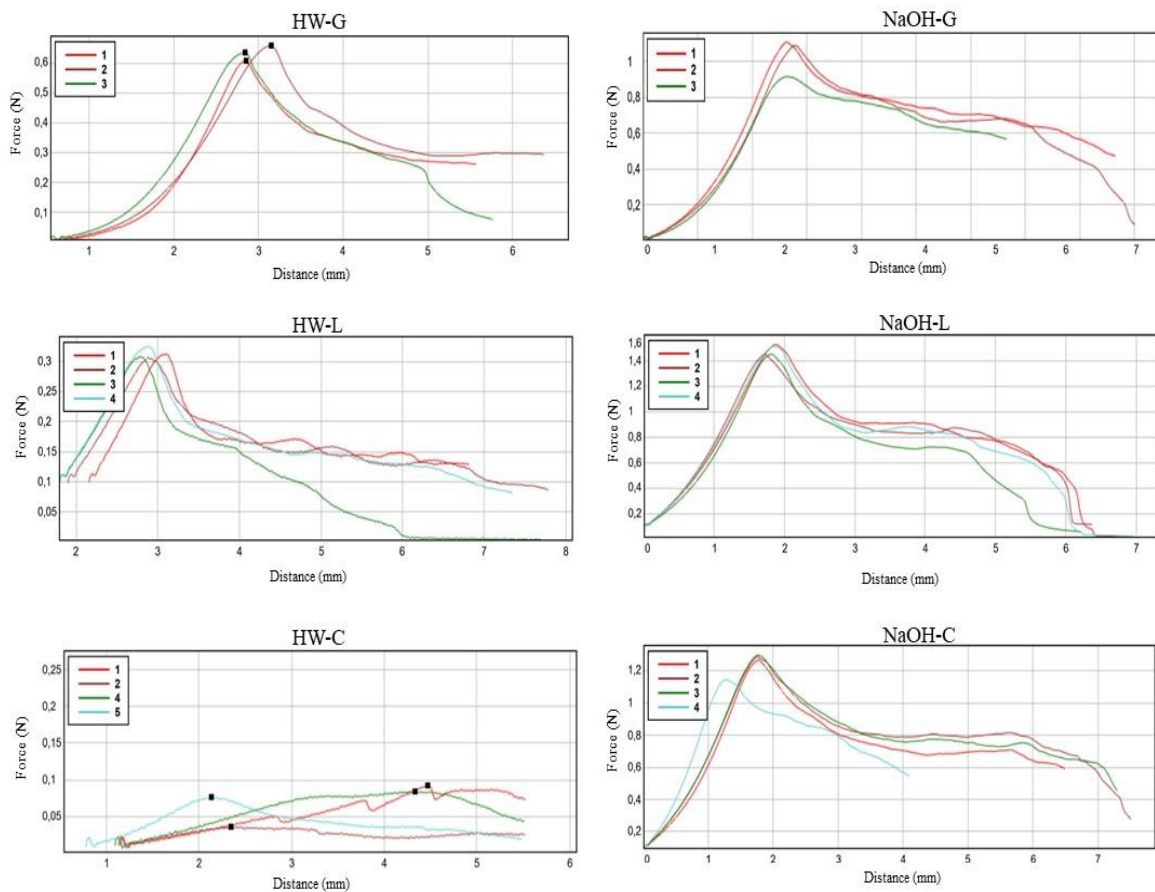 HW-G
0,6
0,5
0,4
0,3
0,2
0,1
Force (N)
1
2
3
1 2 3 4 5 6
Distance (mm)
NaOH-G
1
0,8
0,6
0,4
0,2
Force (N)
1
2
3
0 1 2 3 4 5 6 7
Distance (mm)
HW-L
0,3
0,25
0,2
0,15
0,1
0,05
Force (N)
1
2
3
4
2 3 4 5 6 7 8
Distance (mm)
NaOH-L
1,6
1,4
1,2
1
0,8
0,6
0,4
0,2
Force (N)
1
2
3
4
0 1 2 3 4 5 6 7
Distance (mm)
HW-C
0,25
0,2
0,15
0,1
0,05
Force (N)
1
2
4
5
1 2 3 4 5 6
Distance (mm)
NaOH-C
1,2
1
0,8
0,6
0,4
0,2
Force (N)
1
2
3
4
0 1 2 3 4 5 6 7
Distance (mm)